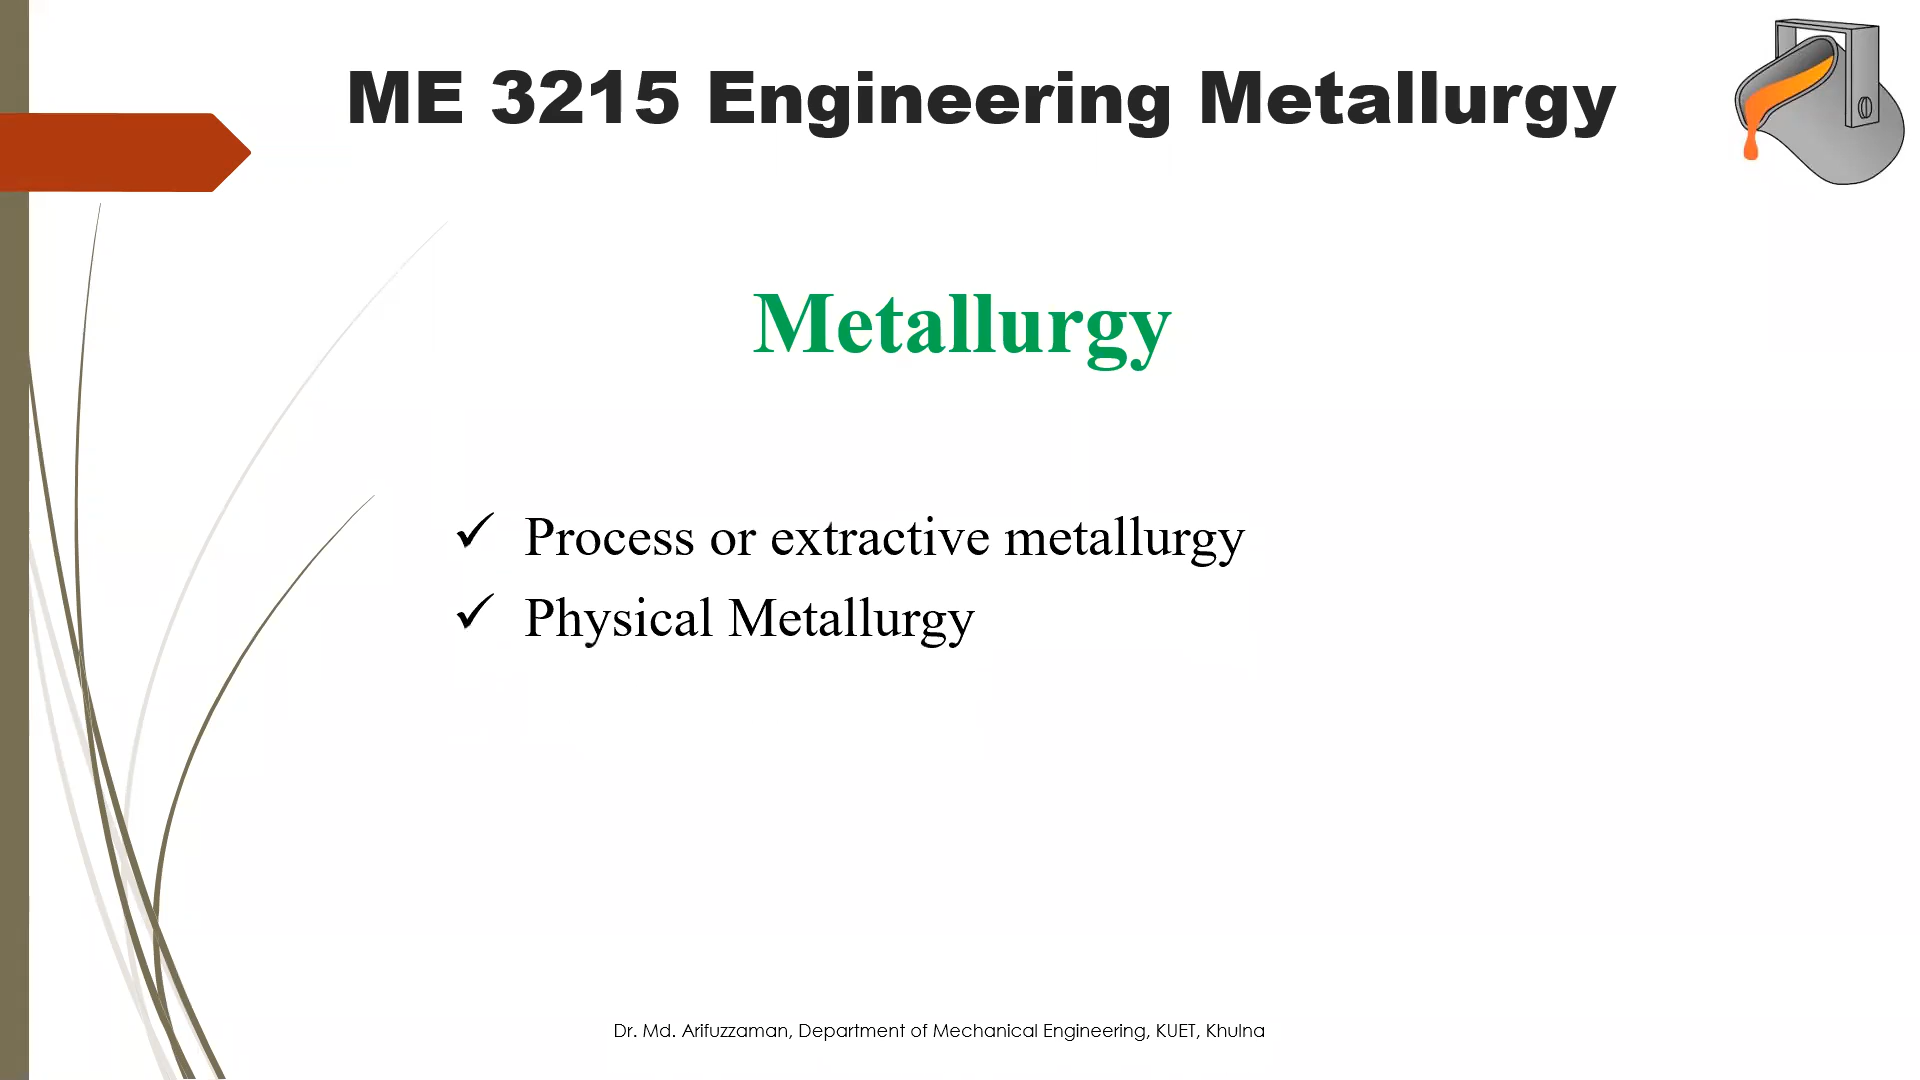 ME 3215 Engineering Metallurgy
Metallurgy
✓ Process or extractive metallurgy
✓ Physical Metallurgy
Dr. Md. Arifuzzaman, Department of Mechanical Engineering, KUET, Khulna